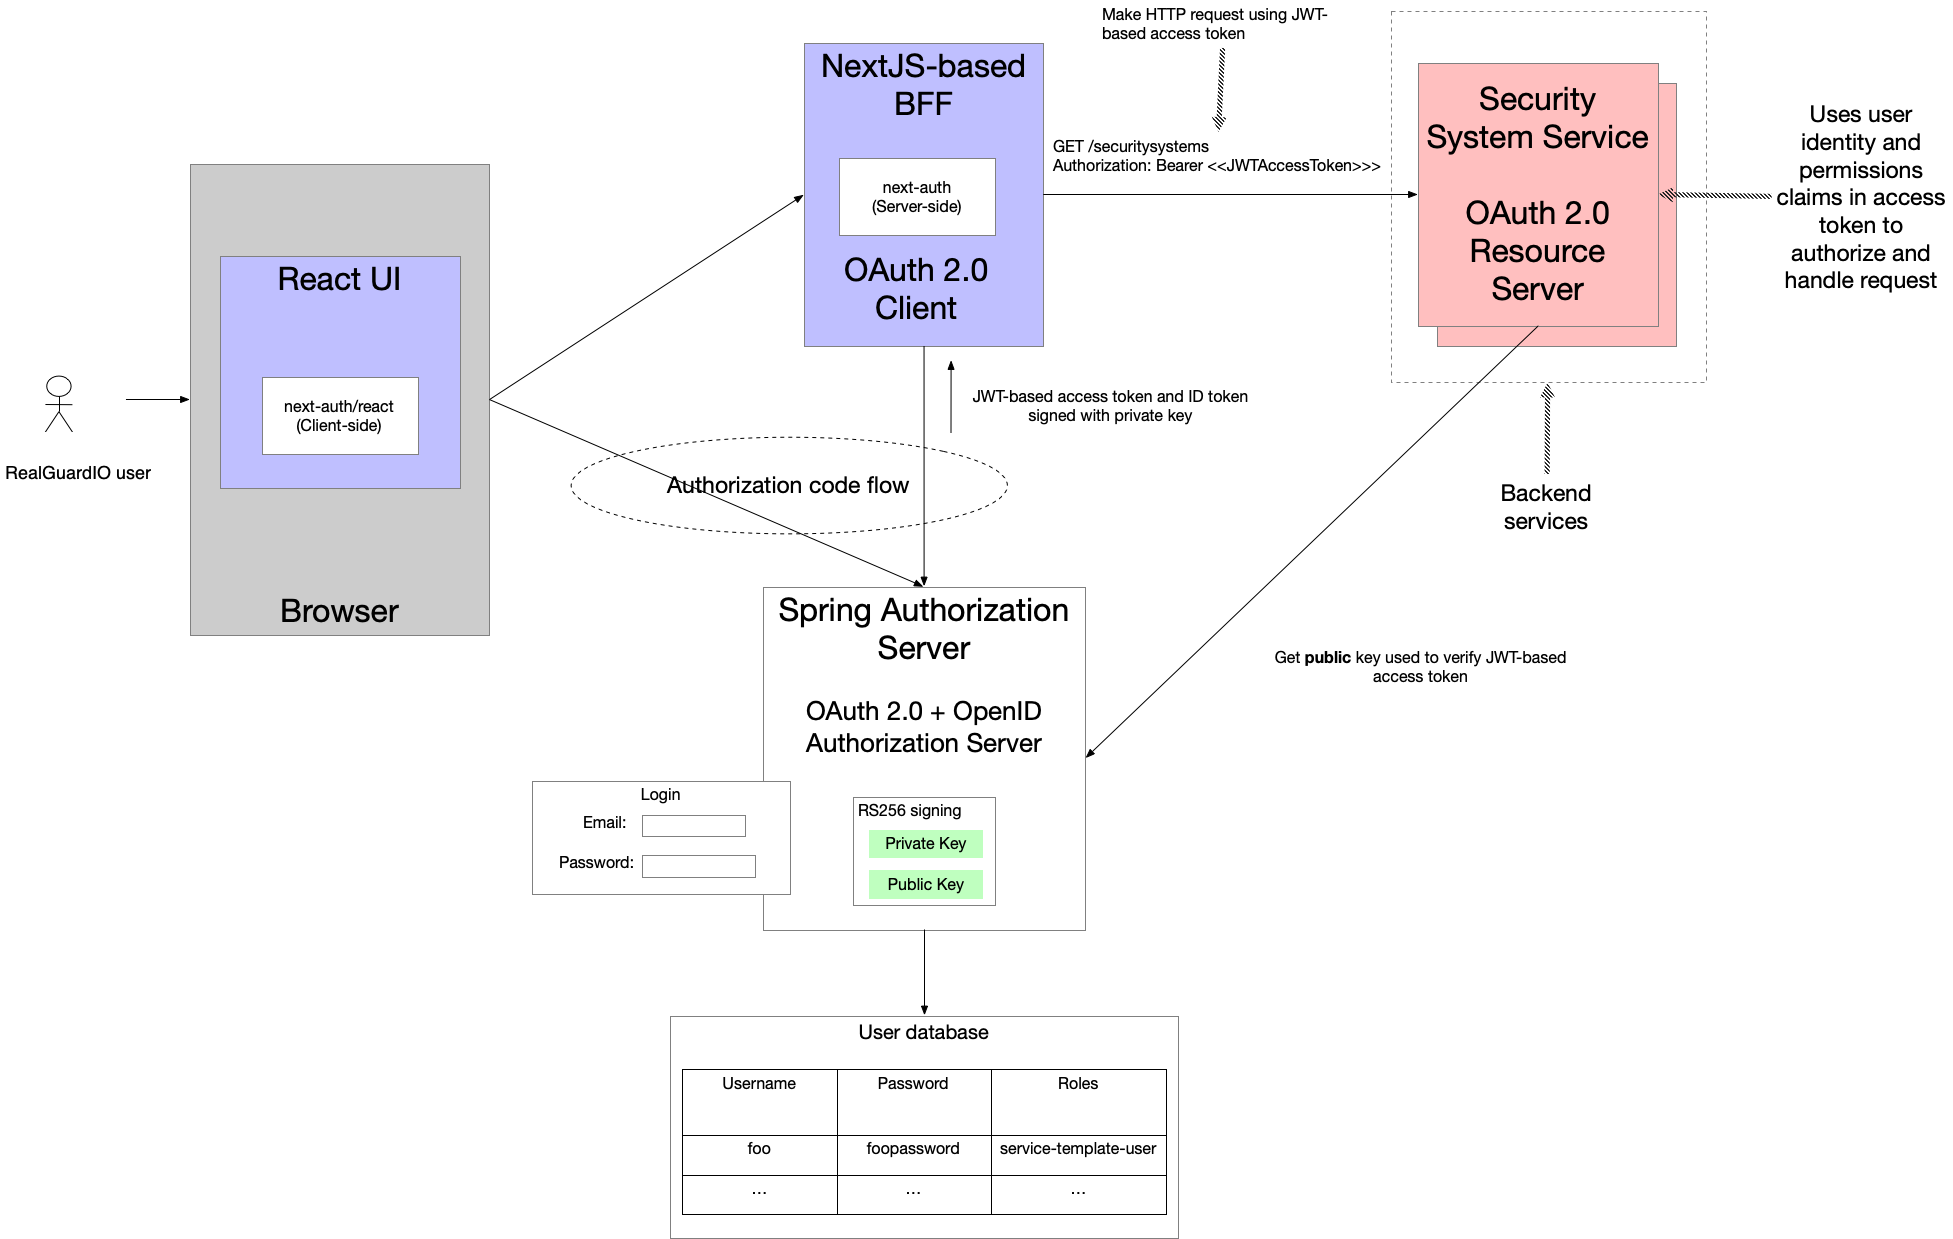 Make HTTP request using JWT-
based access token
NextJS-based
BFF
next-auth
(Server-side)
OAuth 2.0
Client
GET /securitysystems
Authorization: Bearer <<JWTAccessToken>>>
Security
System Service
OAuth 2.0
Resource
Server
Uses user
identity and
permissions
claims in access
token to
authorize and
handle request
React UI
next-auth/react
(Client-side)
Browser
RealGuardIO user
JWT-based access token and ID token
signed with private key
Authorization code flow
Backend
services
Spring Authorization
Server
OAuth 2.0 + OpenID
Authorization Server
Get public key used to verify JWT-based
access token
Login
Email:
Password:
RS256 signing
Private Key
Public Key
User database
Username Password Roles
foo foopassword service-template-user
... ... ...